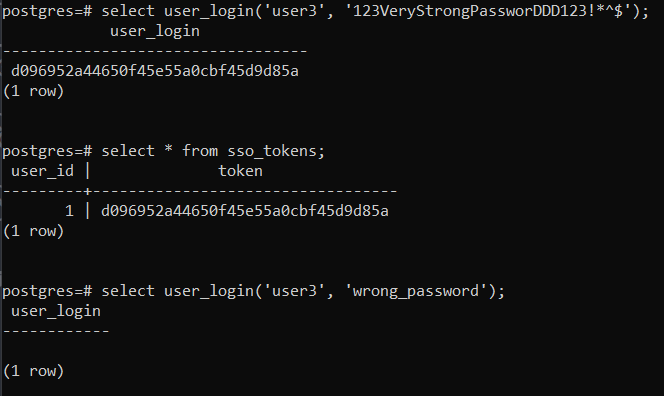 postgres=# select user_login('user3', '123VeryStrongPassworDDD123!*^$');
user_login
----------------------------------
d096952a44650f45e55a0cbf45d9d85a
(1 row)
postgres=# select * from sso_tokens;
user_id | token
---------+----------------------------------
1 | d096952a44650f45e55a0cbf45d9d85a
(1 row)
postgres=# select user_login('user3', 'wrong_password');
user_login
------------
(1 row)